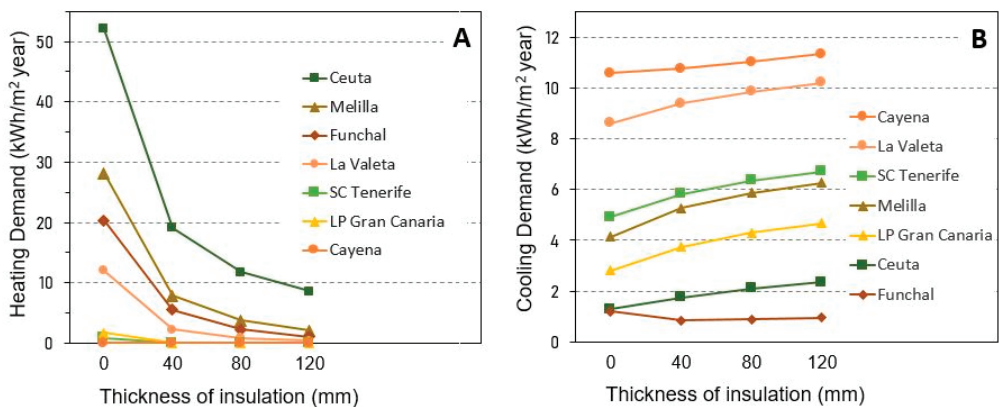 A
Heating Demand (kWh/m² year)
50
40
30
20
10
0
Ceuta
Melilla
Funchal
La Valeta
SC Tenerife
LP Gran Canaria
Cayena
0 40 80 120
Thickness of insulation (mm)
B
Cooling Demand (kWh/m² year)
12
10
8
6
4
2
0
Cayena
La Valeta
SC Tenerife
Melilla
LP Gran Canaria
Ceuta
Funchal
0 40 80 120
Thickness of insulation (mm)